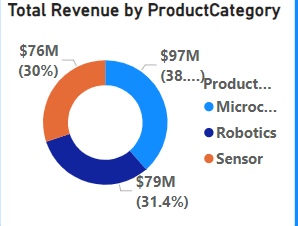 Total Revenue by ProductCategory
$76M
(30%)
$97M
(38....)
Product...
Microc...
Robotics
Sensor
$79M
(31.4%)